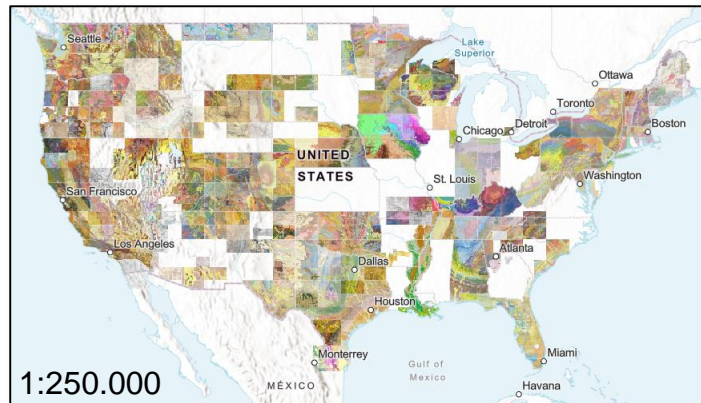 Seattle
Lake
Superior
Ottawa
Toronto
Detroit
Chicago
Boston
UNITED
STATES
St. Louis
Washington
San Francisco
Los Angeles
Atlanta
Dallas
Houston
Miami
Monterrey
Gulf of
Mexico
MÉXICO
Havana
1:250.000